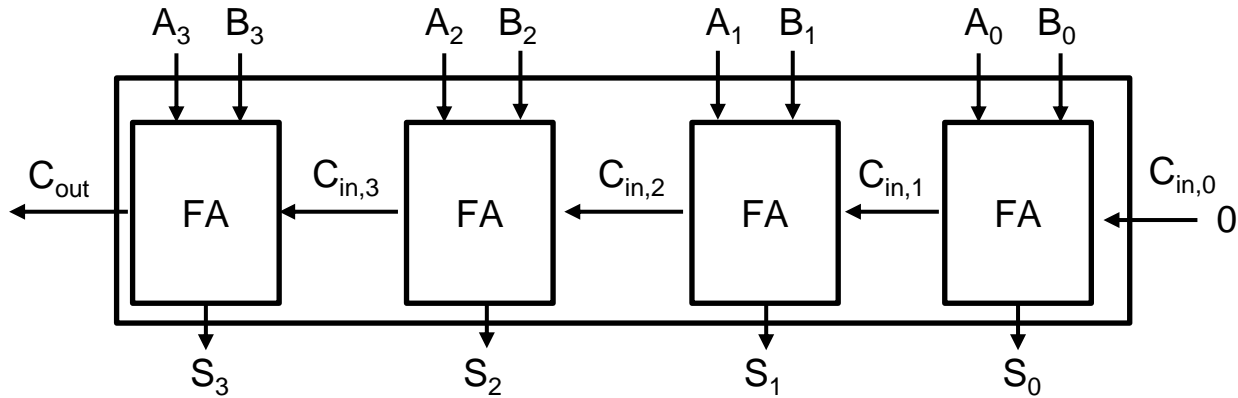 A3 B3 A2 B2 A1 B1 A0 B0
Cout Cin,3 Cin,2 Cin,1 Cin,0
FA FA FA FA 0
S3 S2 S1 S0